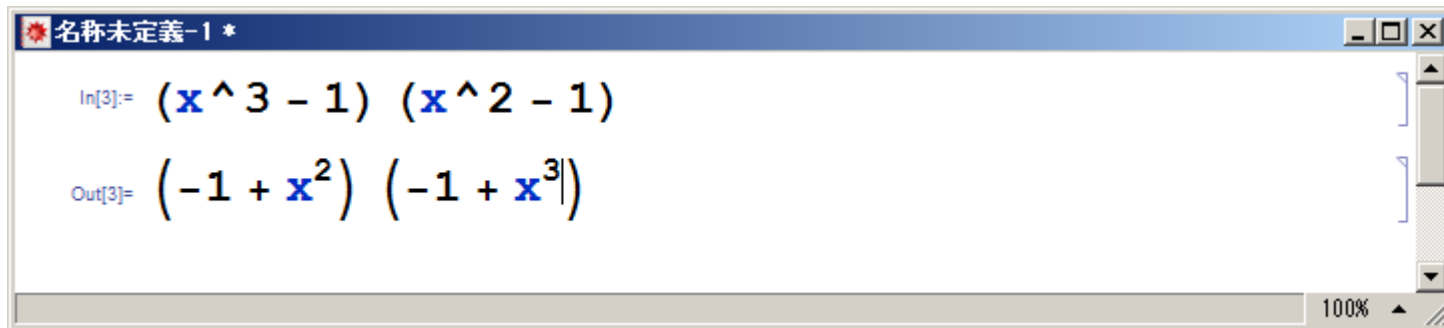 名称未定義-1 *
In[3]:= (x^3 - 1) (x^2 - 1)
Out[3]= (-1 + x²) (-1 + x³)
100%